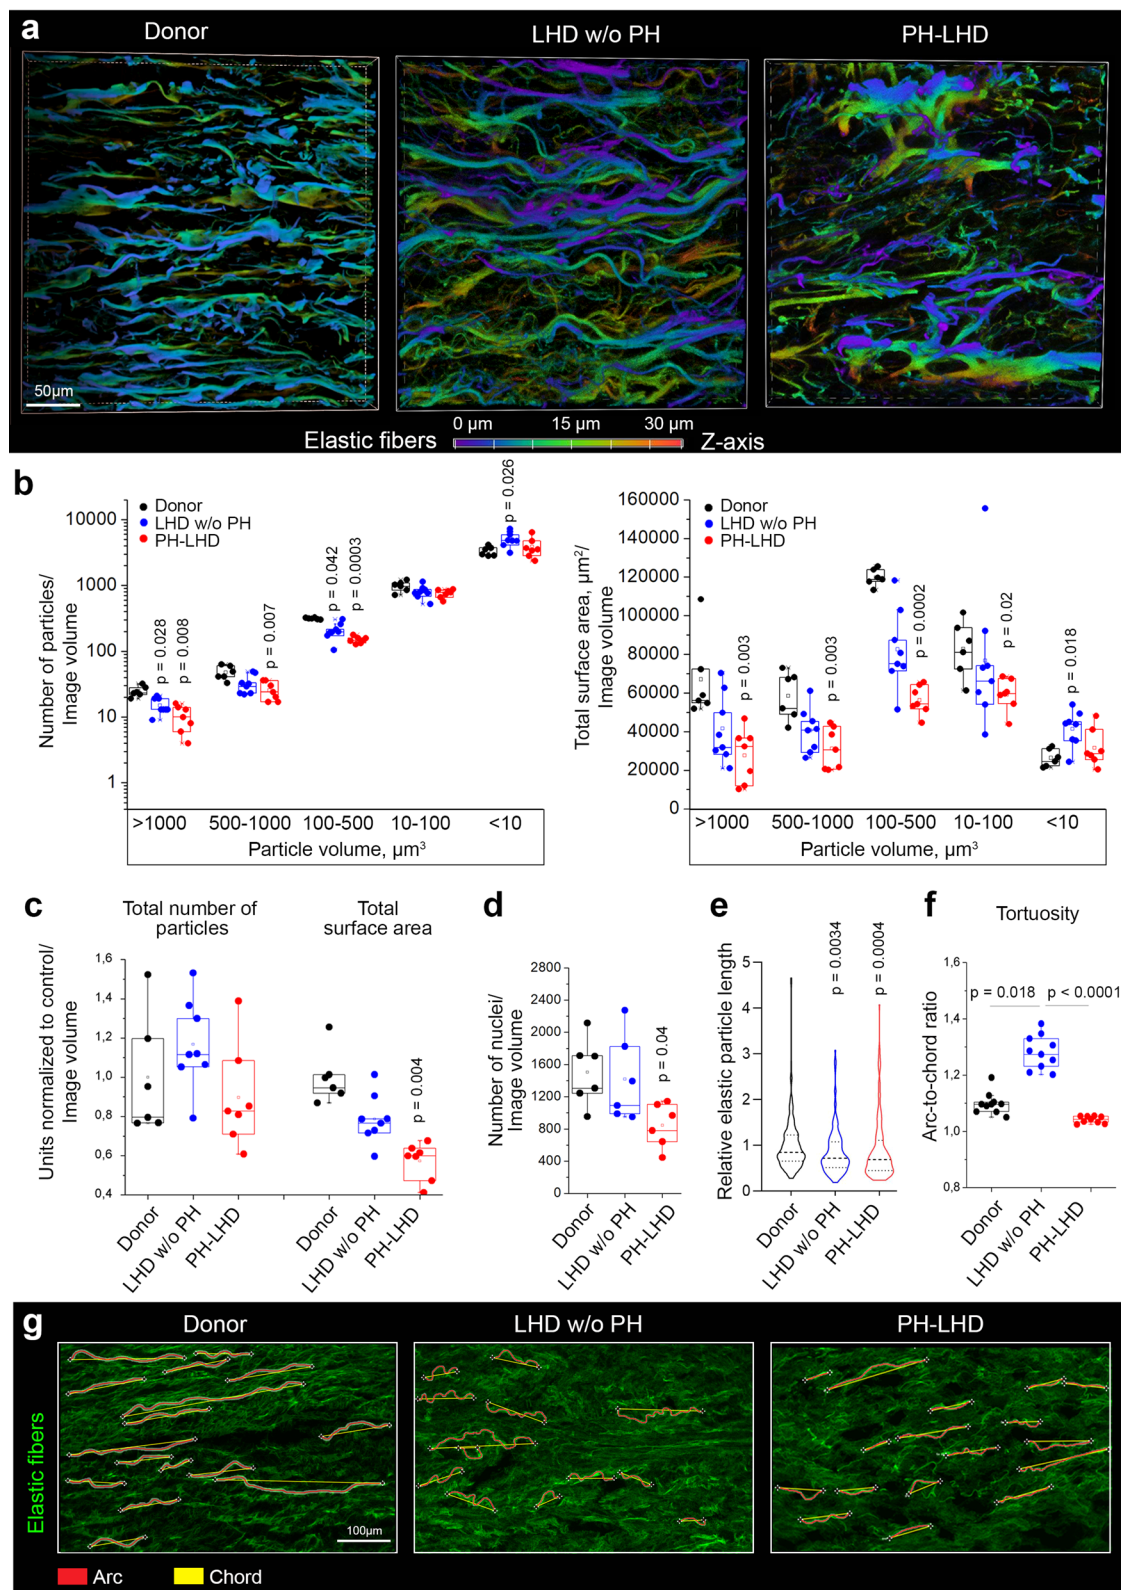 a
Donor
LHD w/o PH
PH-LHD
50µm
0 µm
15 µm
30 µm
Elastic fibers
Z-axis
b
Number of particles/
Image volume
10000
1000
100
10
1
Donor
LHD w/o PH
PH-LHD
p = 0.028
p = 0.008
p = 0.007
p = 0.042
p = 0.0003
p = 0.026
>1000
500-1000
100-500
10-100
<10
Particle volume, µm³
Total surface area, µm²/
Image volume
160000
140000
120000
100000
80000
60000
40000
20000
0
Donor
LHD w/o PH
PH-LHD
p = 0.003
p = 0.003
p = 0.0002
p = 0.02
p = 0.018
>1000
500-1000
100-500
10-100
<10
Particle volume, µm³
c
Total number of
particles
Total
surface area
Units normalized to control/
Image volume
1,6
1,4
1,2
1,0
0,8
0,6
0,4
p = 0.004
Donor
LHD w/o PH
PH-LHD
Donor
LHD w/o PH
PH-LHD
d
Number of nuclei/
Image volume
2800
2400
2000
1600
1200
800
400
0
p = 0.04
Donor
LHD w/o PH
PH-LHD
e
Relative elastic particle length
5
4
3
2
1
0
p = 0.0034
p = 0.0004
Donor
LHD w/o PH
PH-LHD
f
Tortuosity
Arc-to-chord ratio
1,6
1,4
1,2
1,0
0,8
p = 0.018
p < 0.0001
Donor
LHD w/o PH
PH-LHD
g
Donor
LHD w/o PH
PH-LHD
Elastic fibers
100µm
Arc
Chord